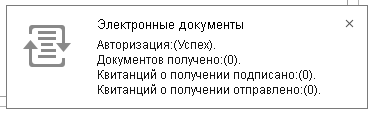 Электронные документы
Авторизация:(Успех).
Документов получено:(0).
Квитанций о получении подписано:(0).
Квитанций о получении отправлено:(0).